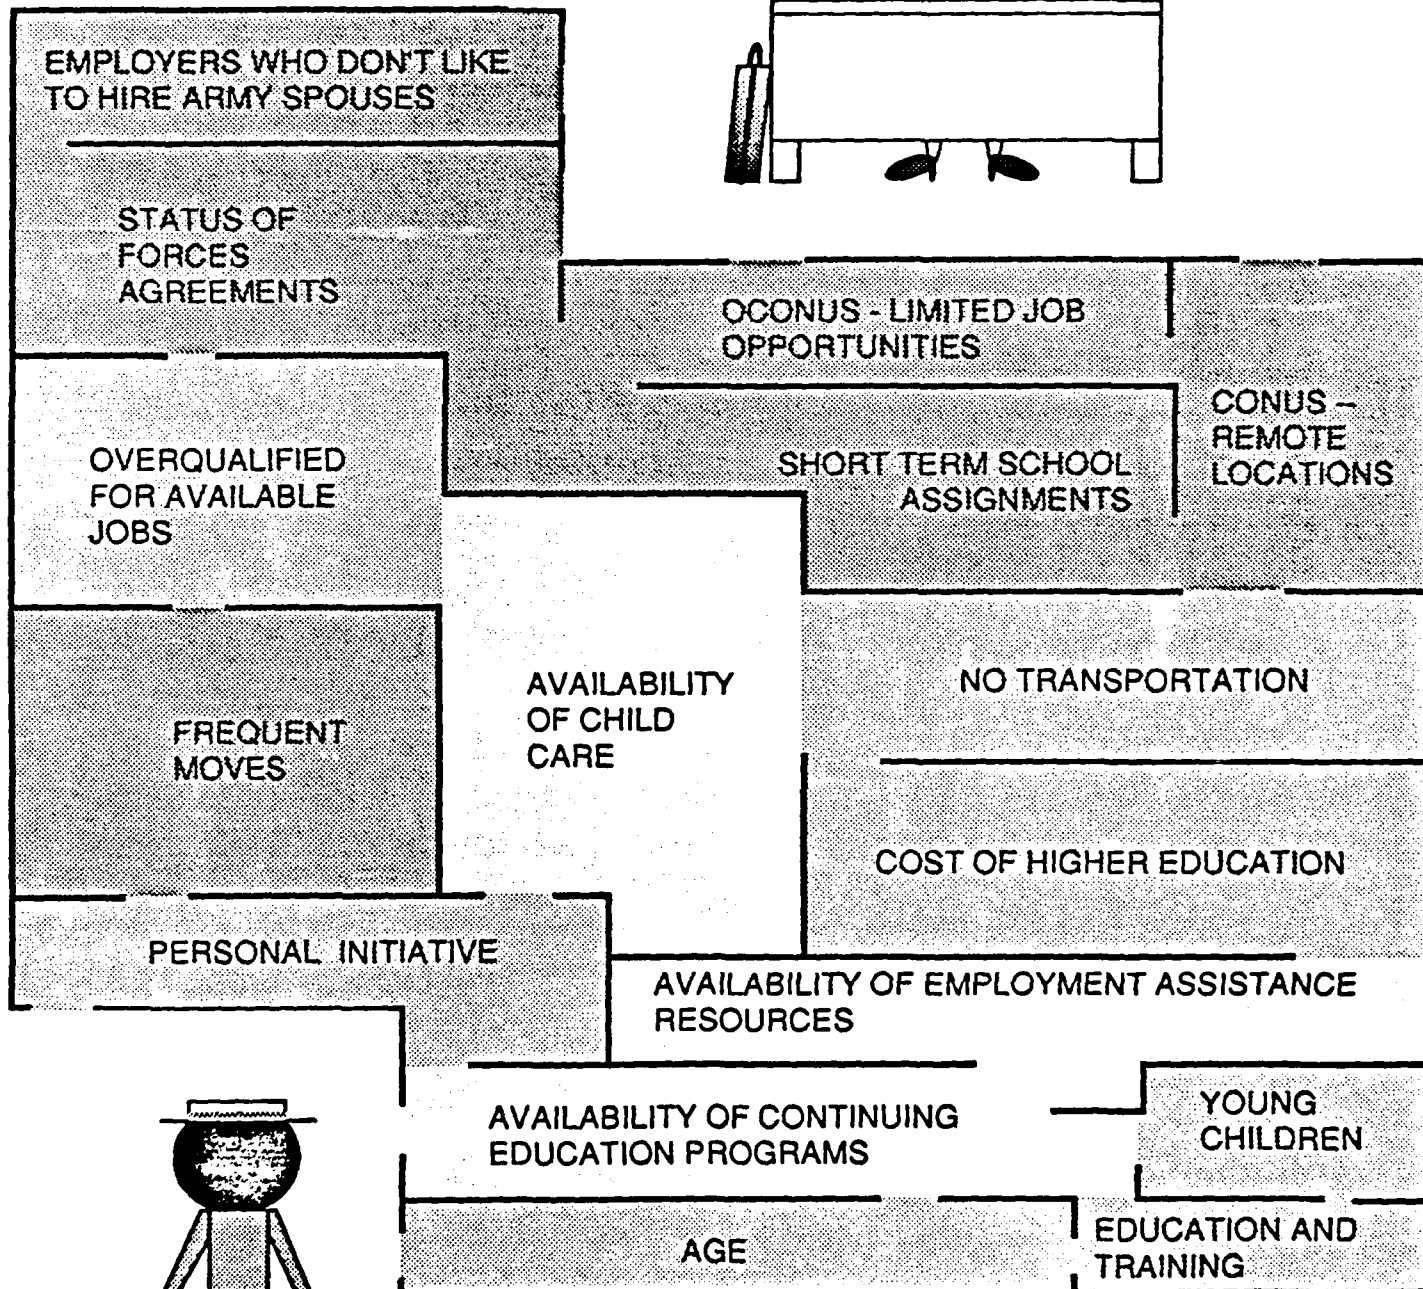 EMPLOYERS WHO DON'T LIKE
TO HIRE ARMY SPOUSES
STATUS OF
FORCES
AGREEMENTS
OCONUS - LIMITED JOB
OPPORTUNITIES
CONUS –
REMOTE
LOCATIONS
OVERQUALIFIED
FOR AVAILABLE
JOBS
SHORT TERM SCHOOL
ASSIGNMENTS
AVAILABILITY
OF CHILD
CARE
NO TRANSPORTATION
FREQUENT
MOVES
COST OF HIGHER EDUCATION
PERSONAL INITIATIVE
AVAILABILITY OF EMPLOYMENT ASSISTANCE
RESOURCES
AVAILABILITY OF CONTINUING
EDUCATION PROGRAMS
YOUNG
CHILDREN
AGE
EDUCATION AND
TRAINING